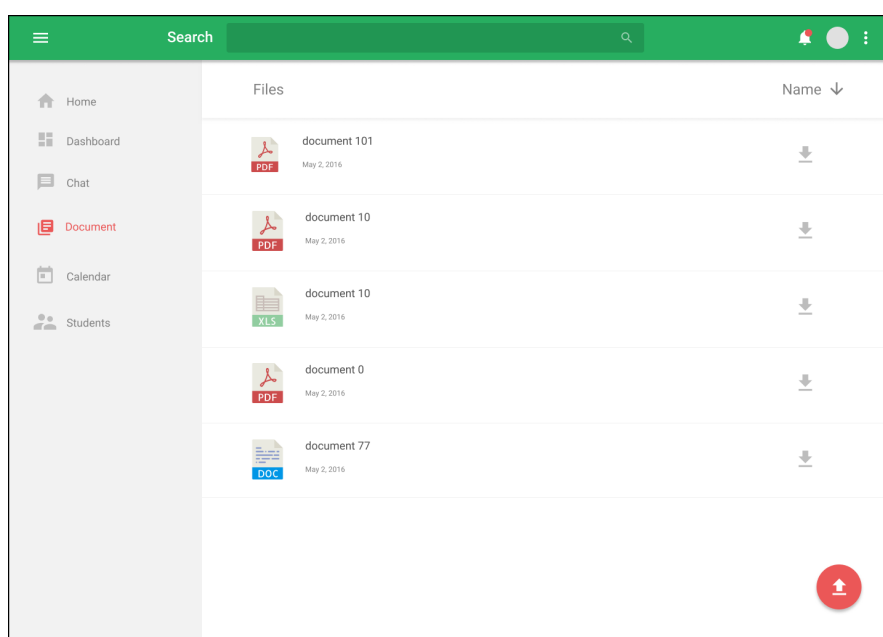 Search
Home
Dashboard
Chat
Document
Calendar
Students
Files
Name
PDF
document 101
May 2, 2016
PDF
document 10
May 2, 2016
XLS
document 10
May 2, 2016
PDF
document 0
May 2, 2016
DOC
document 77
May 2, 2016